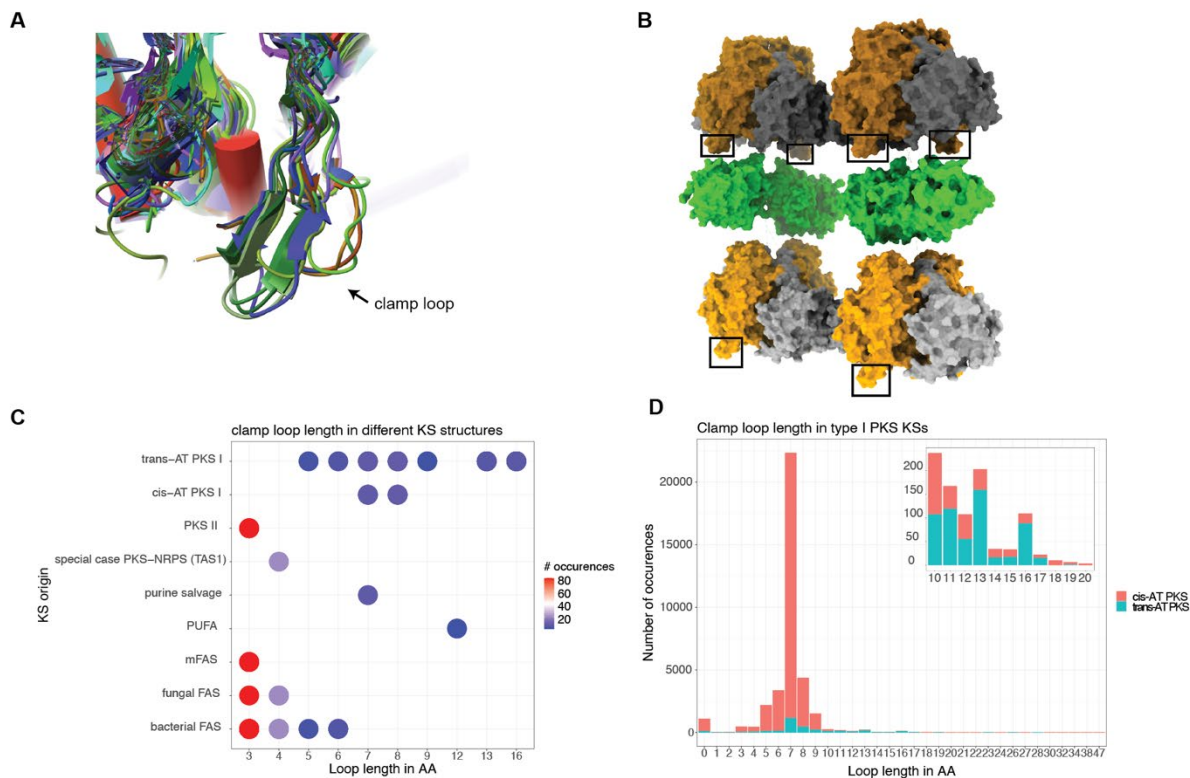 A
clamp loop
B
C
clamp loop length in different KS structures
KS origin
trans-AT PKS I
cis-AT PKS I
PKS II
special case PKS-NRPS (TAS1)
purine salvage
PUFA
mFAS
fungal FAS
bacterial FAS
3 4 5 6 7 8 9 12 13 16
Loop length in AA
# occurences
80
60
40
20
D
Clamp loop length in type I PKS KSs
Number of occurences
20000
15000
10000
5000
0
0 1 2 3 4 5 6 7 8 9 10 11 12 13 14 15 16 17 18 19 20 21 22 23 24 26 27 28 30 32 34 38 47
Loop length in AA
200
150
100
50
0
10 11 12 13 14 15 16 17 18 19 20
cis-AT PKS
trans-AT PKS